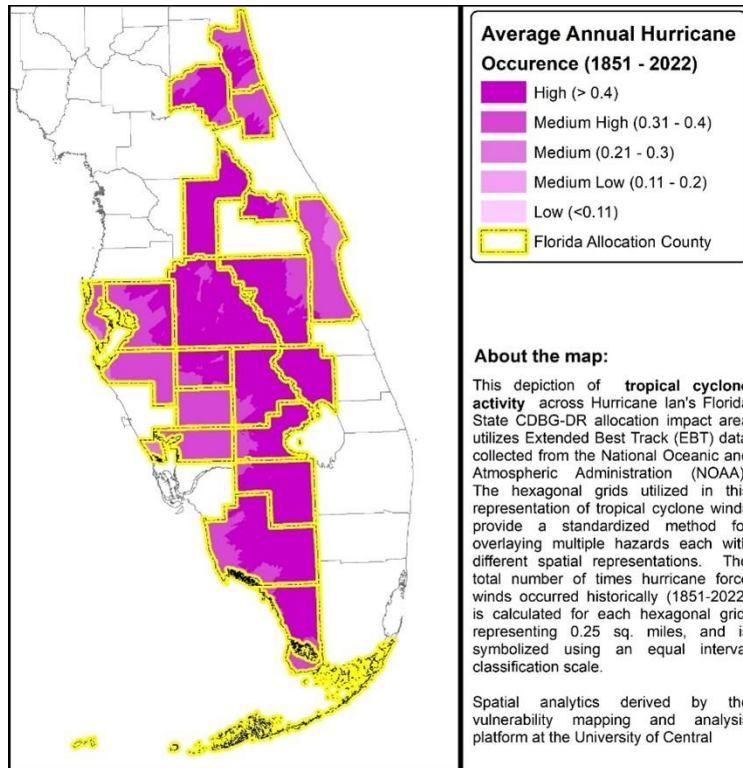 Average Annual Hurricane
Occurence (1851 - 2022)
High (> 0.4)
Medium High (0.31 - 0.4)
Medium (0.21 - 0.3)
Medium Low (0.11 - 0.2)
Low (<0.11)
Florida Allocation County
About the map:
This depiction of tropical cyclone
activity across Hurricane Ian's Florida
State CDBG-DR allocation impact area
utilizes Extended Best Track (EBT) data
collected from the National Oceanic and
Atmospheric Administration (NOAA)
The hexagonal grids utilized in this
representation of tropical cyclone winds
provide a standardized method for
overlaying multiple hazards each with
different spatial representations. The
total number of times hurricane force
winds occurred historically (1851-2022)
is calculated for each hexagonal grid
representing 0.25 sq. miles, and is
symbolized using an equal interval
classification scale.
Spatial analytics derived by the
vulnerability mapping and analysis
platform at the University of Central